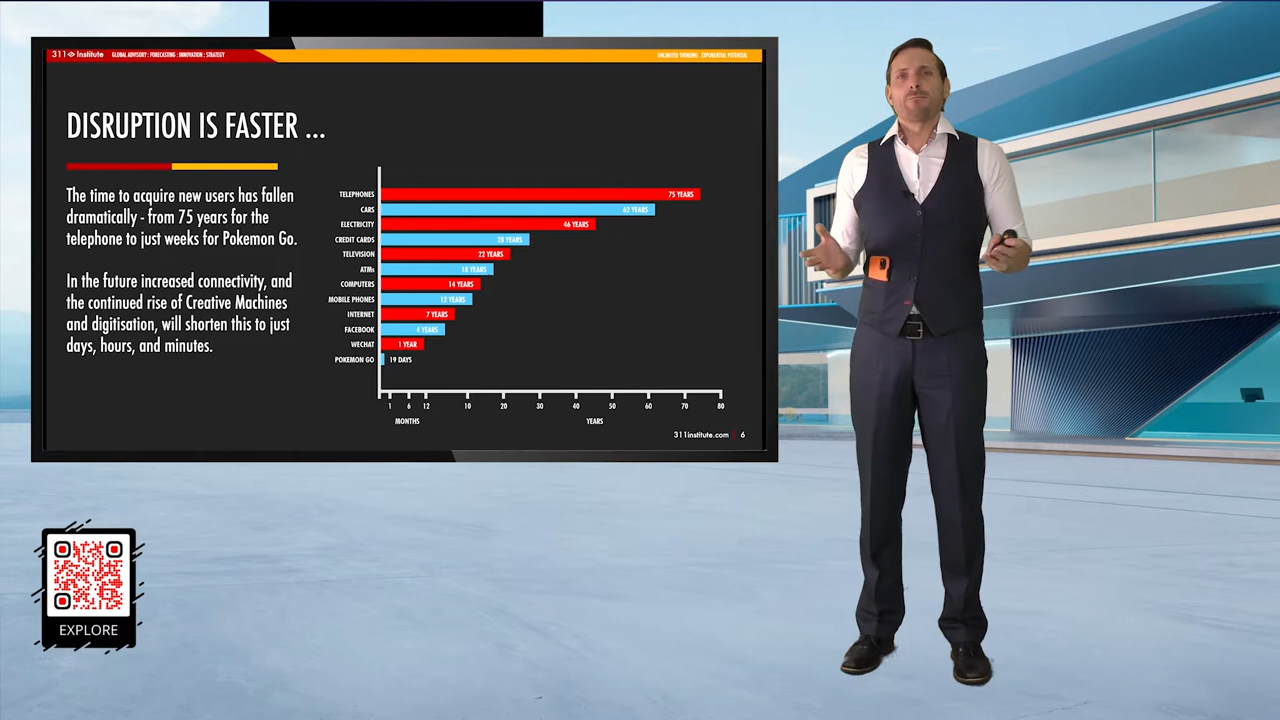 311 Institute GLOBAL ADVISORY : FORECASTING : INNOVATION : STRATEGY
UNLIMITED THINKING . EXPONENTIAL POTENTIAL
DISRUPTION IS FASTER ...
The time to acquire new users has fallen
dramatically - from 75 years for the
telephone to just weeks for Pokemon Go.
In the future increased connectivity, and
the continued rise of Creative Machines
and digitisation, will shorten this to just
days, hours, and minutes.
TELEPHONES 75 YEARS
CARS 62 YEARS
ELECTRICITY 46 YEARS
CREDIT CARDS 28 YEARS
TELEVISION 22 YEARS
ATMs 18 YEARS
COMPUTERS 14 YEARS
MOBILE PHONES 12 YEARS
INTERNET 7 YEARS
FACEBOOK 4 YEARS
WECHAT 1 YEAR
POKEMON GO 19 DAYS
1 6 12 10 20 30 40 50 60 70 80
MONTHS YEARS
311institute.com 6
EXPLORE